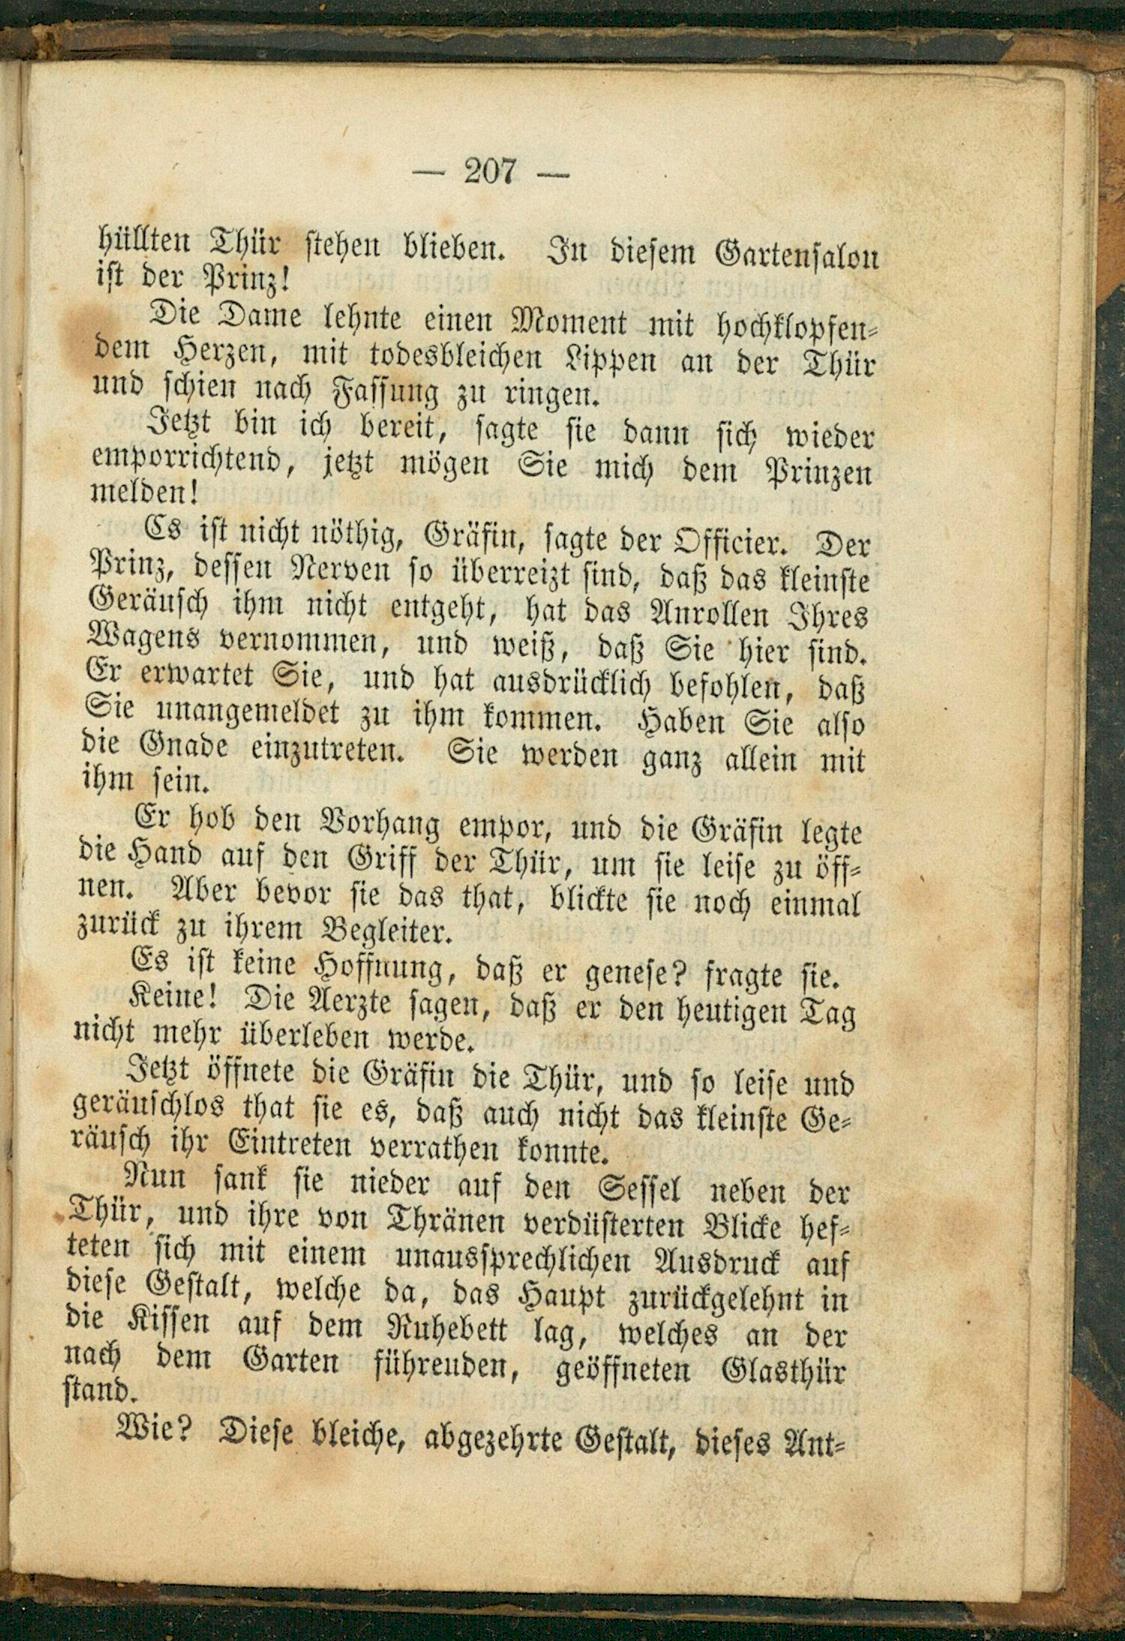 — 207 —
hüllten Thür stehen blieben. In diesem Gartensalon
ist der Prinz!
Die Dame lehnte einen Moment mit hochklopfen-
dem Herzen, mit todesbleichen Lippen an der Thür
und schien nach Fassung zu ringen.
Jetzt bin ich bereit, sagte sie dann sich wieder
emporrichtend, jetzt mögen Sie mich dem Prinzen
melden!
Es ist nicht nöthig, Gräfin, sagte der Officier. Der
Prinz, dessen Nerven so überreizt sind, daß das kleinste
Geräusch ihm nicht entgeht, hat das Anrollen Ihres
Wagens vernommen, und weiß, daß Sie hier sind.
Er erwartet Sie, und hat ausdrücklich befohlen, daß
Sie unangemeldet zu ihm kommen. Haben Sie also
die Gnade einzutreten. Sie werden ganz allein mit
ihm sein.
Er hob den Vorhang empor, und die Gräfin legte
die Hand auf den Griff der Thür, um sie leise zu öff-
nen. Aber bevor sie das that, blickte sie noch einmal
zurück zu ihrem Begleiter.
Es ist keine Hoffnung, daß er genese? fragte sie.
Keine! Die Aerzte sagen, daß er den heutigen Tag
nicht mehr überleben werde.
Jetzt öffnete die Gräfin die Thür, und so leise und
geräuschlos that sie es, daß auch nicht das kleinste Ge-
räusch ihr Eintreten verrathen konnte.
Nun sank sie nieder auf den Sessel neben der
Thür, und ihre von Thränen verdüsterten Blicke hef-
teten sich mit einem unaussprechlichen Ausdruck auf
diese Gestalt, welche da, das Haupt zurückgelehnt in
die Kissen auf dem Ruhebett lag, welches an der
nach dem Garten führenden, geöffneten Glasthür
stand.
Wie? Diese bleiche, abgezehrte Gestalt, dieses Ant-